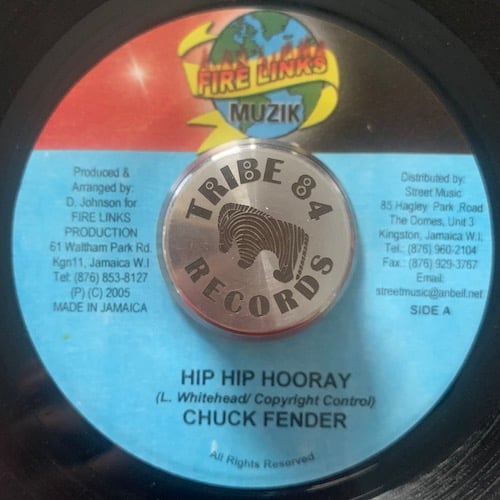 FIRE LINKS
MUZIK
Produced &
Arranged by:
D. Johnson for
FIRE LINKS
PRODUCTION
61 Waltham Park Rd.
Kgn11, Jamaica W.I
Tel: (876) 853-8127
(P) (C) 2005
MADE IN JAMAICA
TRIBE 84
RECORDS
Distributed by:
Street Music
85 Hagley Park Road
The Domes, Unit 3
Kingston, Jamaica W.I.
Tel.: (876) 960-2104
Fax.: (876) 929-3767
Email:
streetmusic@anbell.net
SIDE A
HIP HIP HOORAY
(L. Whitehead/ Copyright Control)
CHUCK FENDER
All Rights Reserved